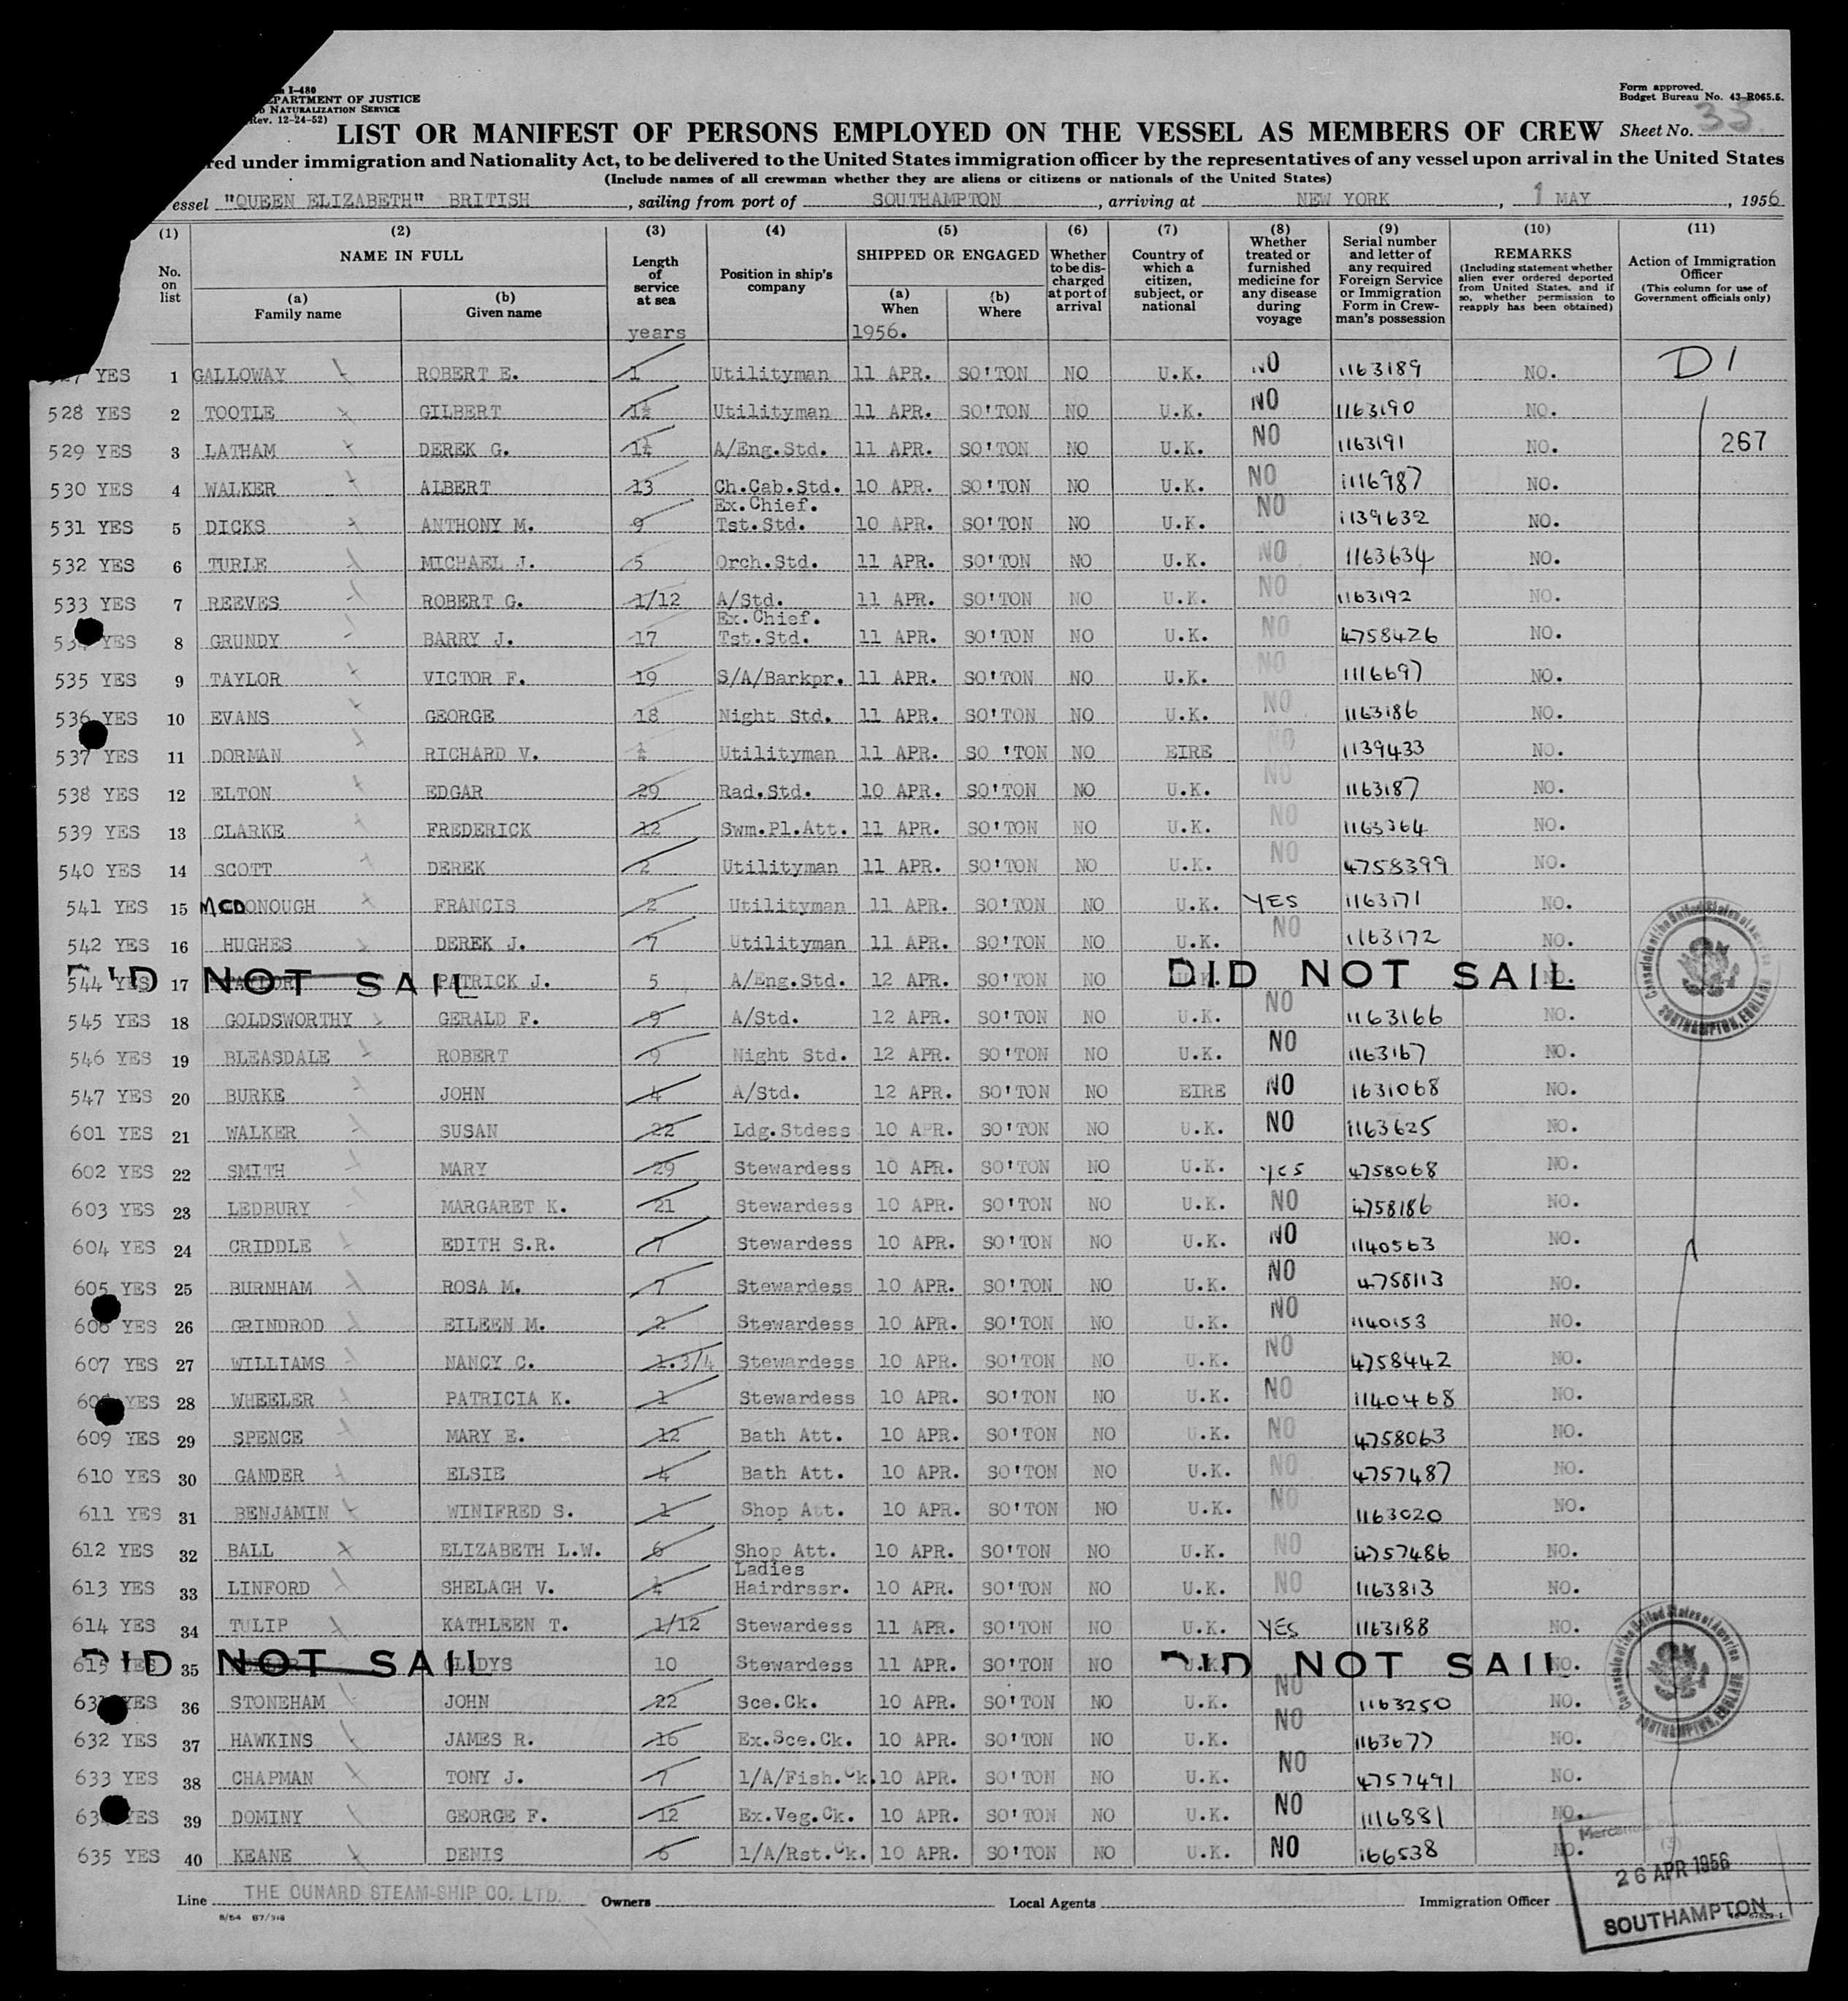 I-480
DEPARTMENT OF JUSTICE
NATURALIZATION SERVICE
Rev. 12-24-52)
Form approved.
Budget Bureau No. 43-R065.5.
LIST OR MANIFEST OF PERSONS EMPLOYED ON THE VESSEL AS MEMBERS OF CREW Sheet No. 33
red under immigration and Nationality Act, to be delivered to the United States immigration officer by the representatives of any vessel upon arrival in the United States
(Include names of all crewman whether they are aliens or citizens or nationals of the United States)
essel "QUEEN ELIZABETH" BRITISH, sailing from port of SOUTHAMPTON, arriving at NEW YORK, 1 MAY, 1956
(1) (2) (3) (4) (5) (6) (7) (8) (9) (10) (11)
No. on list
NAME IN FULL
(a) Family name (b) Given name
Length of service at sea
years
Position in ship's company
SHIPPED OR ENGAGED
(a) When (b) Where
1956.
Whether to be discharged at port of arrival
Country of which a citizen, subject, or national
Whether treated or furnished medicine for any disease during voyage
Serial number and letter of any required Foreign Service or Immigration Form in Crewman's possession
REMARKS
(Including statement whether alien ever ordered deported from United States, and if so, whether permission to reapply has been obtained)
Action of Immigration Officer
(This column for use of Government officials only)
YES 1 GALLOWAY ROBERT E. 1 Utilityman 11 APR. SO'TON NO U.K. NO 1163189 NO. D1
528 YES 2 TOOTLE GILBERT 1½ Utilityman 11 APR. SO'TON NO U.K. NO 1163190 NO.
529 YES 3 LATHAM DEREK G. 1¼ A/Eng.Std. 11 APR. SO'TON NO U.K. NO 1163191 NO. 267
530 YES 4 WALKER ALBERT 13 Ch.Cab.Std. 10 APR. SO'TON NO U.K. NO 1116987 NO.
531 YES 5 DICKS ANTHONY M. 9 Ex.Chief. Tst.Std. 10 APR. SO'TON NO U.K. NO 1139632 NO.
532 YES 6 TURLE MICHAEL J. 5 Orch.Std. 11 APR. SO'TON NO U.K. NO 1163634 NO.
533 YES 7 REEVES ROBERT G. 1/12 A/Std. 11 APR. SO'TON NO U.K. NO 1163192 NO.
YES 8 GRUNDY BARRY J. 17 Ex.Chief. Tst.Std. 11 APR. SO'TON NO U.K. NO 4758426 NO.
535 YES 9 TAYLOR VICTOR F. 19 S/A/Barkpr. 11 APR. SO'TON NO U.K. NO 1116697 NO.
536 YES 10 EVANS GEORGE 18 Night Std. 11 APR. SO'TON NO U.K. NO 1163186 NO.
537 YES 11 DORMAN RICHARD V. Utilityman 11 APR. SO 'TON NO EIRE NO 1139433 NO.
538 YES 12 ELTON EDGAR 29 Rad.Std. 10 APR. SO'TON NO U.K. NO 1163187 NO.
539 YES 13 CLARKE FREDERICK 12 Swm.Pl.Att. 11 APR. SO'TON NO U.K. NO 1163364 NO.
540 YES 14 SCOTT DEREK 2 Utilityman 11 APR. SO'TON NO U.K. NO 4758399 NO.
541 YES 15 MCDONOUGH FRANCIS 2 Utilityman 11 APR. SO'TON NO U.K. YES 1163171 NO.
542 YES 16 HUGHES DEREK J. 7 Utilityman 11 APR. SO'TON NO U.K. NO 1163172 NO.
544 YES 17 DID NOT SAIL PATRICK J. 5 A/Eng.Std. 12 APR. SO'TON NO U.K. DID NOT SAIL NO.
545 YES 18 GOLDSWORTHY GERALD F. 9 A/Std. 12 APR. SO'TON NO U.K. NO 1163166 NO.
546 YES 19 BLEASDALE ROBERT 9 Night Std. 12 APR. SO'TON NO U.K. NO 1163167 NO.
547 YES 20 BURKE JOHN 4 A/Std. 12 APR. SO'TON NO EIRE NO 1631068 NO.
601 YES 21 WALKER SUSAN 22 Ldg.Stdess 10 APR. SO'TON NO U.K. NO 1163625 NO.
602 YES 22 SMITH MARY 29 Stewardess 10 APR. SO'TON NO U.K. yes 4758068 NO.
603 YES 23 LEDBURY MARGARET K. 21 Stewardess 10 APR. SO'TON NO U.K. NO 4758186 NO.
604 YES 24 CRIDDLE EDITH S.R. 7 Stewardess 10 APR. SO'TON NO U.K. NO 1140563 NO.
605 YES 25 BURNHAM ROSA M. 7 Stewardess 10 APR. SO'TON NO U.K. NO 4758113 NO.
606 YES 26 GRINDROD EILEEN M. 2 Stewardess 10 APR. SO'TON NO U.K. NO 1140153 NO.
607 YES 27 WILLIAMS NANCY C. 1.3/4 Stewardess 10 APR. SO'TON NO U.K. NO 4758442 NO.
YES 28 WHEELER PATRICIA K. 1 Stewardess 10 APR. SO'TON NO U.K. NO 1140468 NO.
609 YES 29 SPENCE MARY E. 12 Bath Att. 10 APR. SO'TON NO U.K. NO 4758063 NO.
610 YES 30 GANDER ELSIE 4 Bath Att. 10 APR. SO'TON NO U.K. NO 4757487 NO.
611 YES 31 BENJAMIN WINIFRED S. 1 Shop Att. 10 APR. SO'TON NO U.K. NO 1163020 NO.
612 YES 32 BALL ELIZABETH L.W. 6 Shop Att. 10 APR. SO'TON NO U.K. NO 4757486 NO.
613 YES 33 LINFORD SHELAGH V. Ladies Hairdrssr. 10 APR. SO'TON NO U.K. NO 1163813 NO.
614 YES 34 TULIP KATHLEEN T. 1/12 Stewardess 11 APR. SO'TON NO U.K. YES 1163188 NO.
615 YES 35 DID NOT SAIL GLADYS 10 Stewardess 11 APR. SO'TON NO U.K. DID NOT SAIL NO.
YES 36 STONEHAM JOHN 22 Sce.Ck. 10 APR. SO'TON NO U.K. NO 1163250 NO.
632 YES 37 HAWKINS JAMES R. 16 Ex.Sce.Ck. 10 APR. SO'TON NO U.K. NO 1163677 NO.
633 YES 38 CHAPMAN TONY J. 7 1/A/Fish.Ck. 10 APR. SO'TON NO U.K. NO 4757491 NO.
YES 39 DOMINY GEORGE F. 12 Ex.Veg.Ck. 10 APR. SO'TON NO U.K. NO 1116881 NO.
635 YES 40 KEANE DENIS 6 1/A/Rst.Ck. 10 APR. SO'TON NO U.K. NO 166538 NO.
Consulate of the United States of America
SOUTHAMPTON, ENGLAND
Consulate of the United States of America
SOUTHAMPTON, ENGLAND
Line THE CUNARD STEAM-SHIP CO. LTD. Owners Local Agents Immigration Officer
26 APR 1956
SOUTHAMPTON